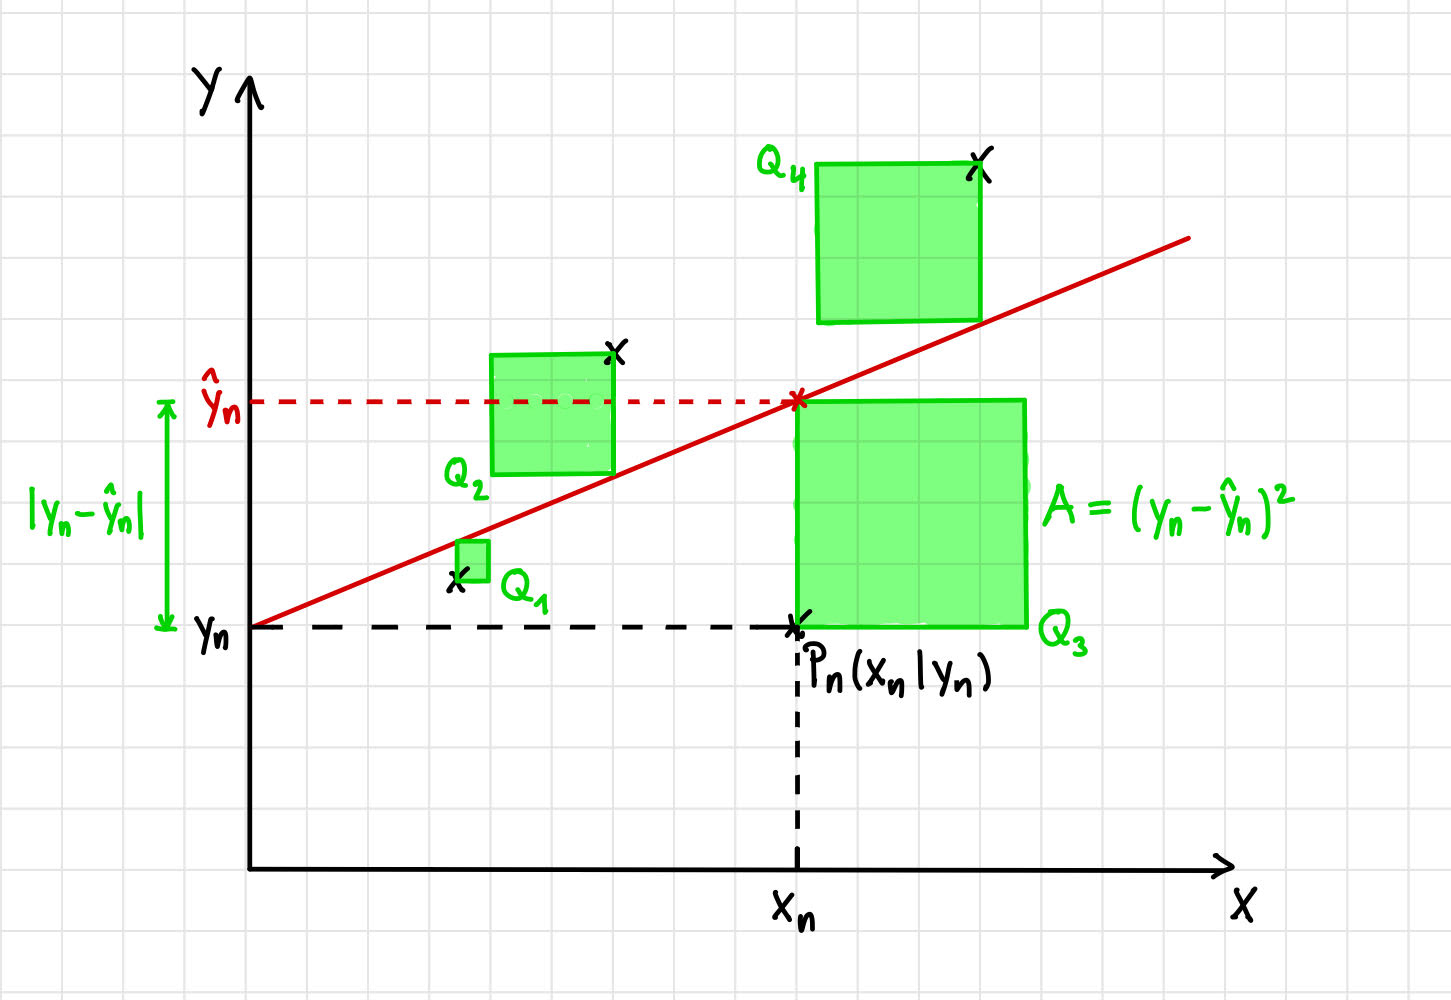 y
Q₄
ŷₙ
Q₂
|yₙ-ŷₙ|
A = (yₙ-ŷₙ)²
Q₁
yₙ
Q₃
Pₙ(xₙ|yₙ)
xₙ
x